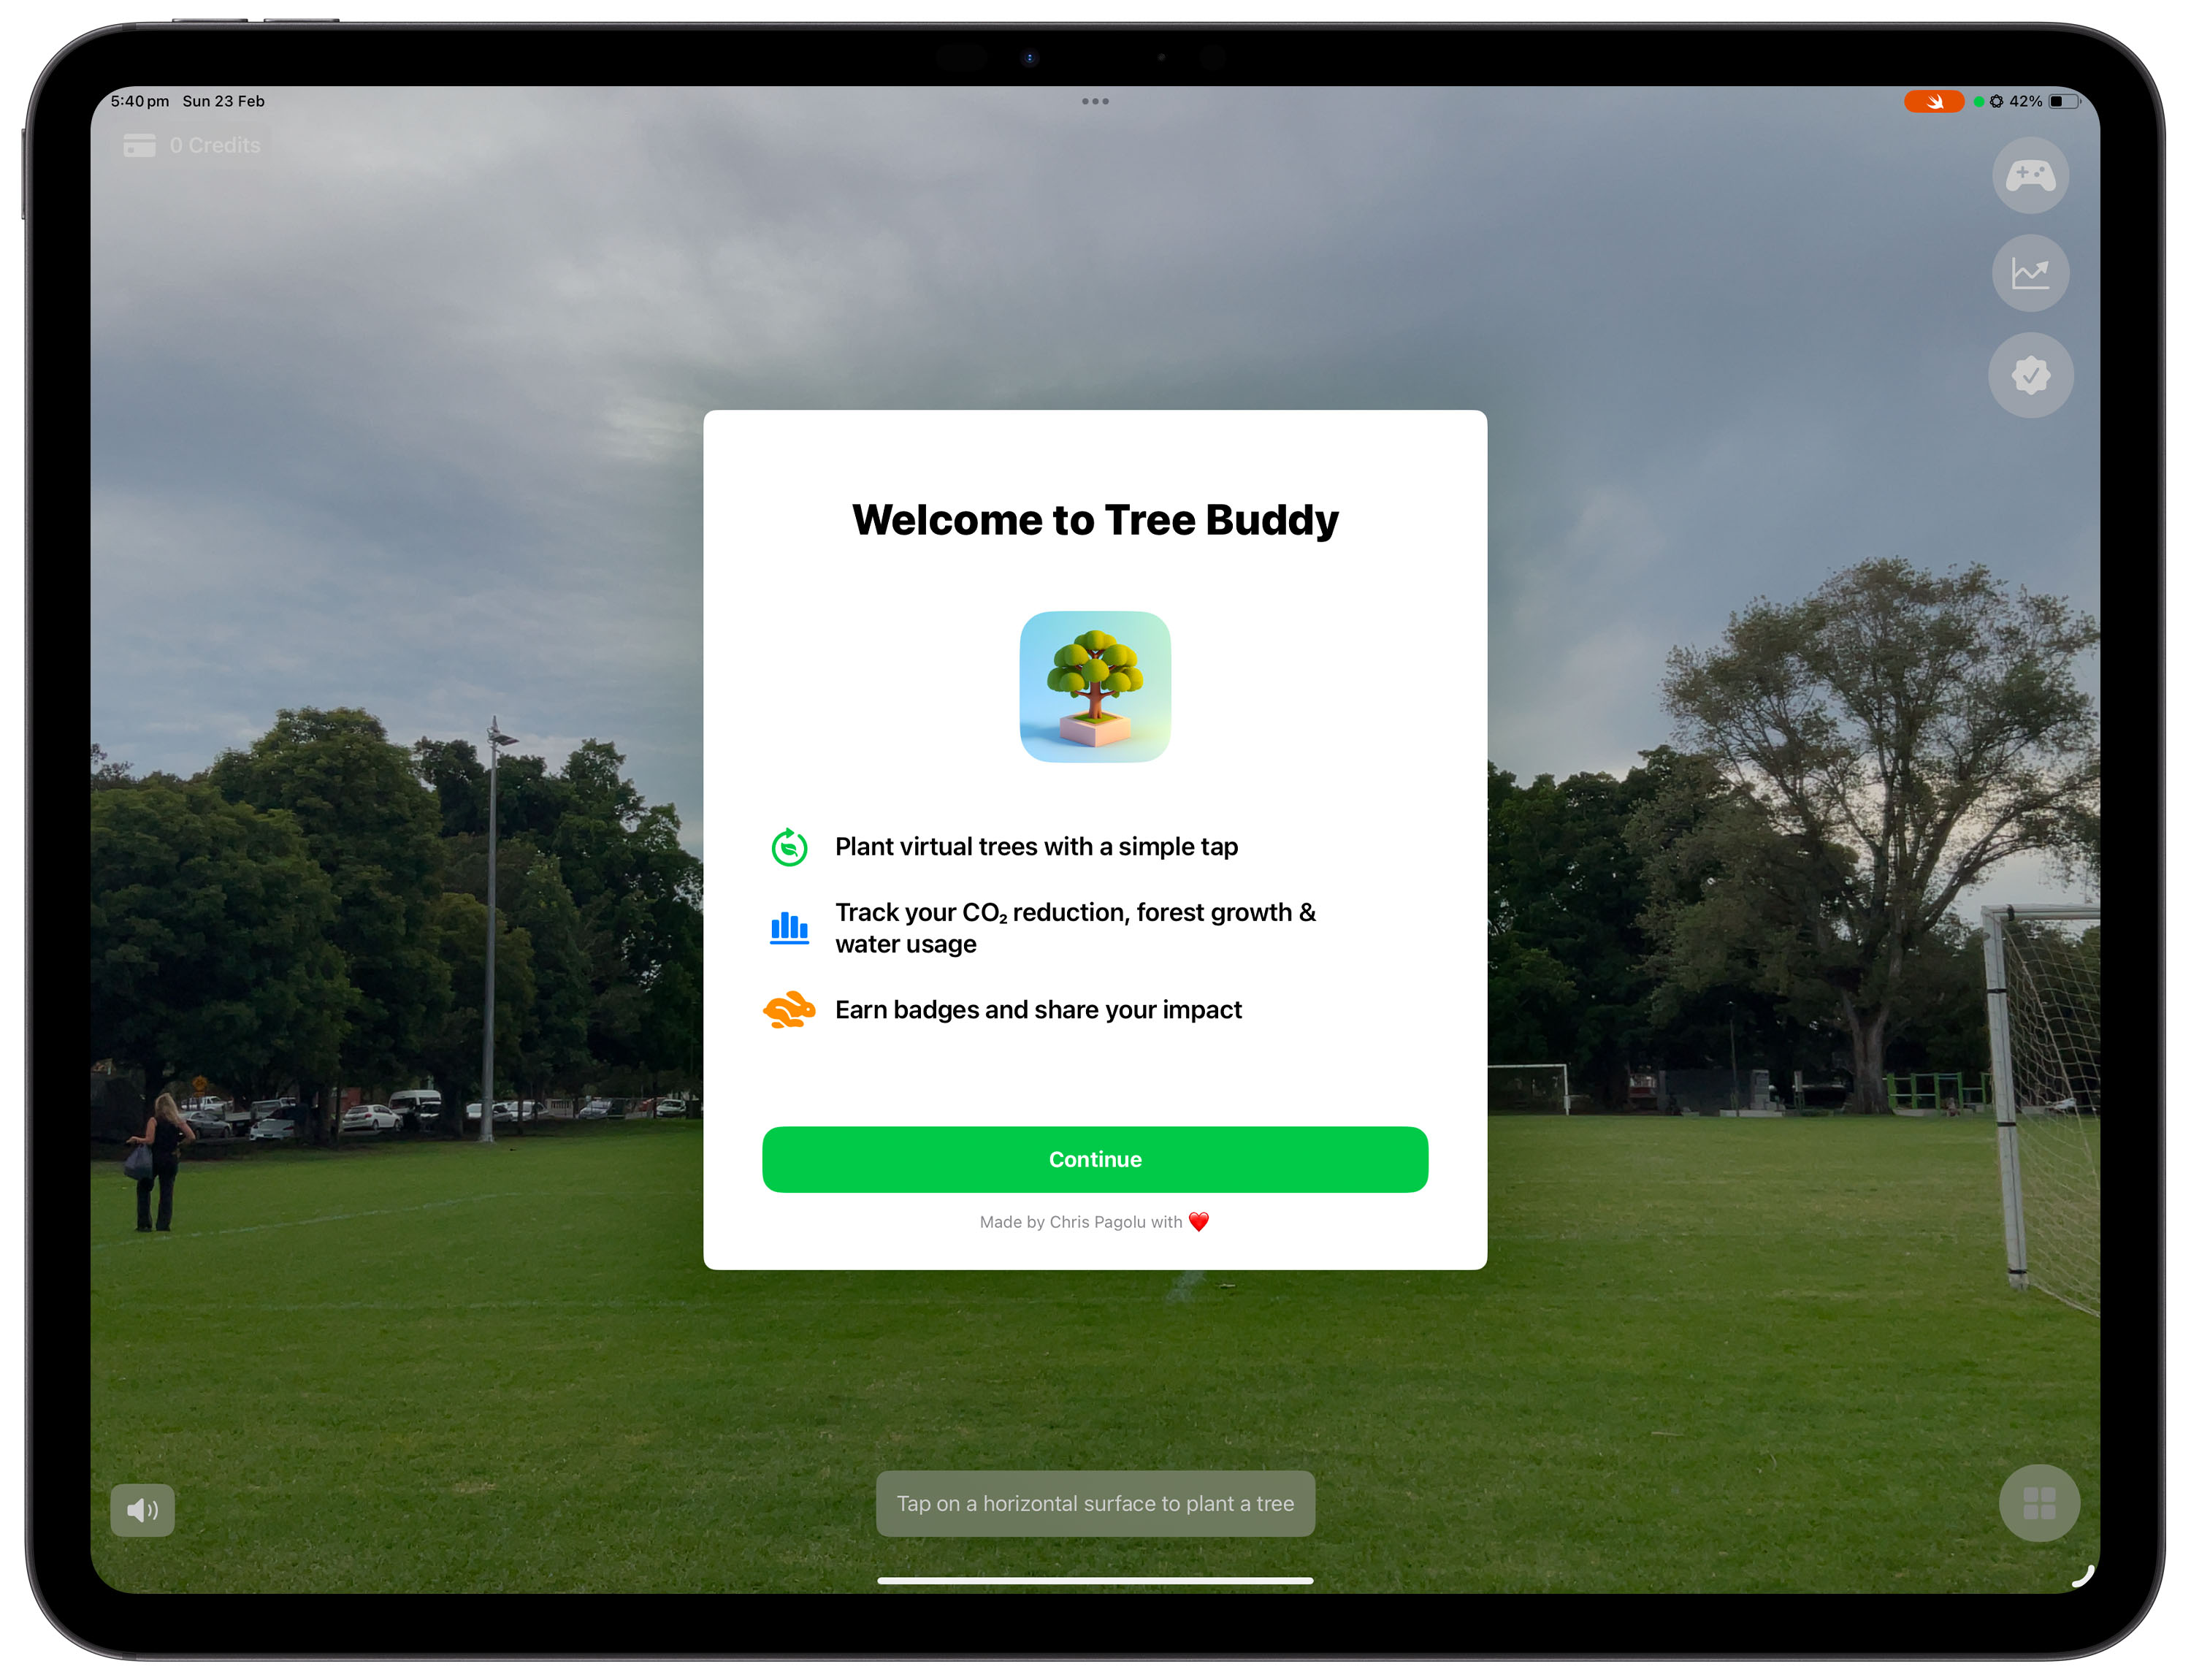 5:40 pm Sun 23 Feb
42%
0 Credits
Welcome to Tree Buddy
Plant virtual trees with a simple tap
Track your CO₂ reduction, forest growth &
water usage
Earn badges and share your impact
Continue
Made by Chris Pagolu with ❤️
Tap on a horizontal surface to plant a tree